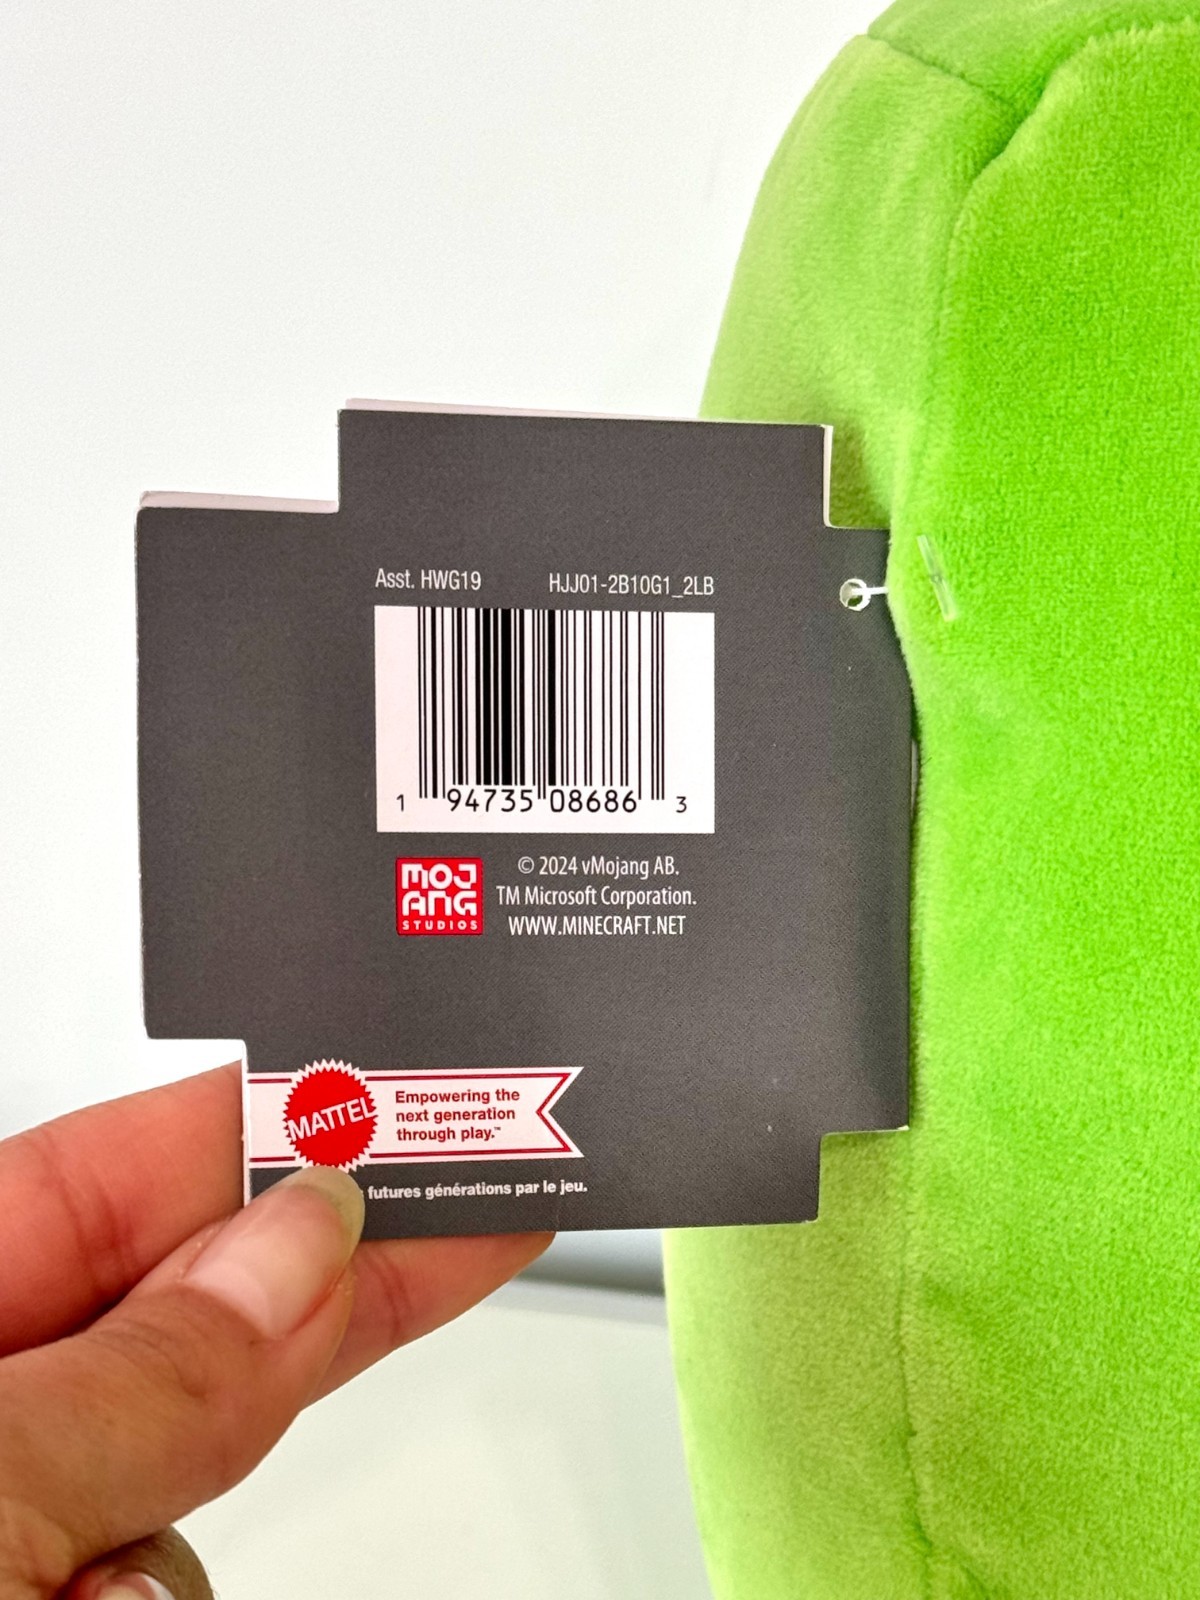 Asst. HWG19 HJJ01-2B10G1_2LB
1 94735 08686 3
MOJ
ANG
STUDIOS
© 2024 vMojang AB.
TM Microsoft Corporation.
WWW.MINECRAFT.NET
MATTEL
Empowering the
next generation
through play.™
futures générations par le jeu.